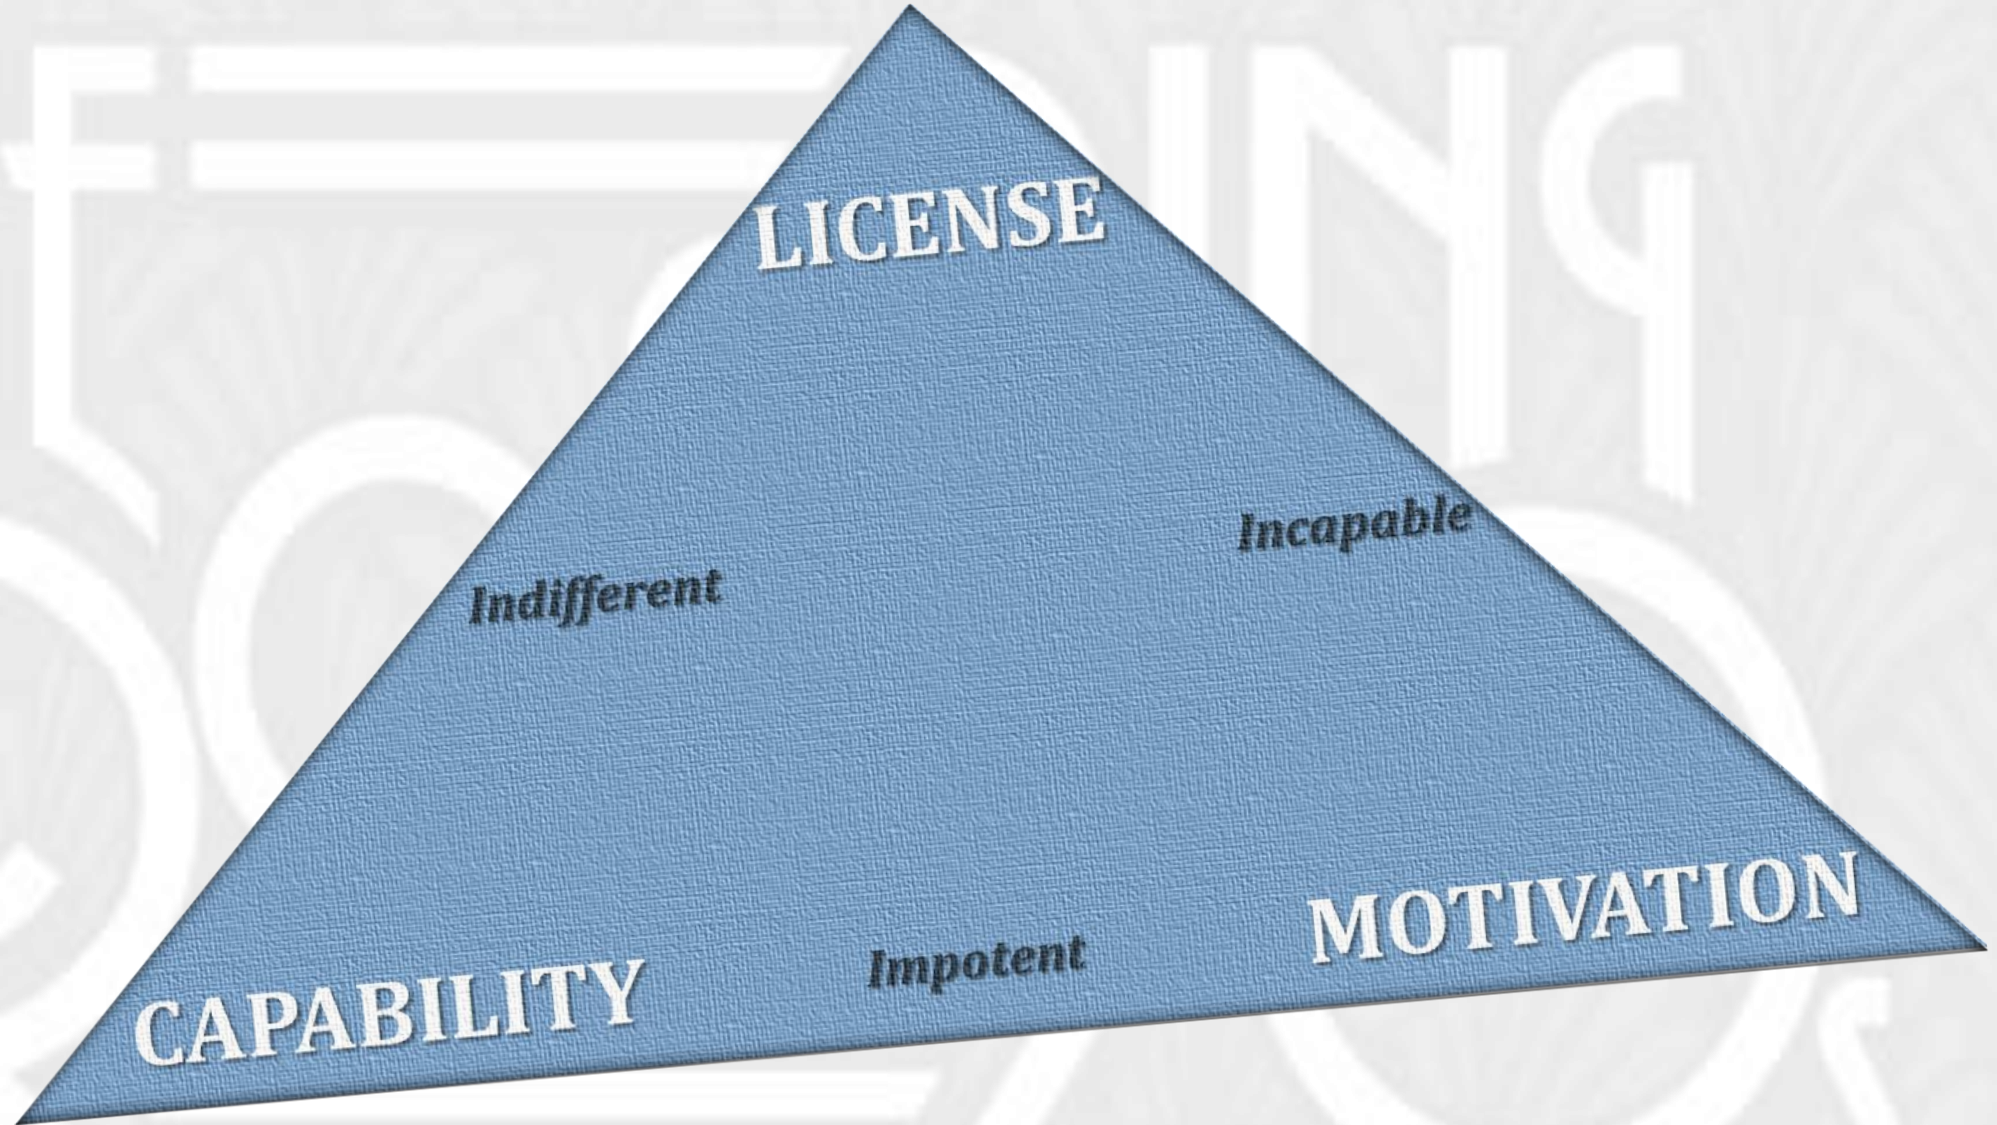 LICENSE
Incapable
Indifferent
MOTIVATION
Impotent
CAPABILITY